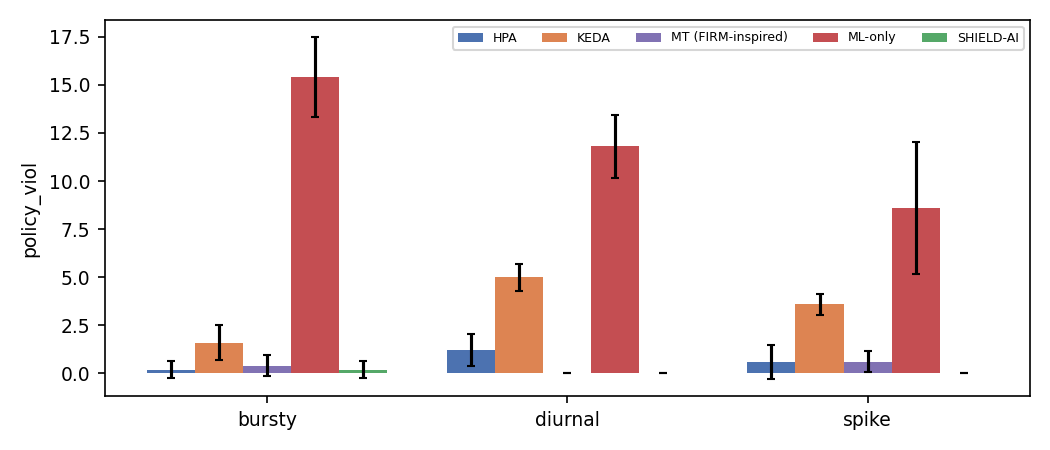 HPA KEDA MT (FIRM-inspired) ML-only SHIELD-AI
policy_viol
17.5
15.0
12.5
10.0
7.5
5.0
2.5
0.0
bursty diurnal spike